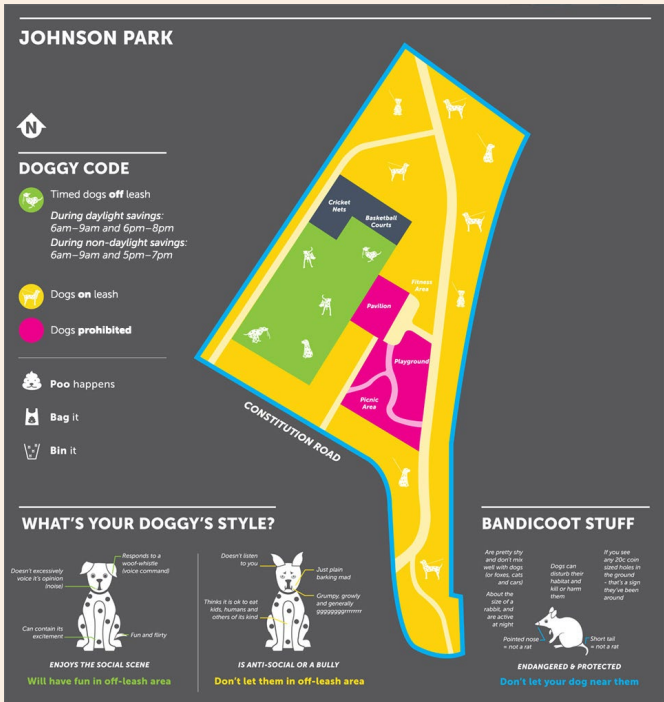 JOHNSON PARK
N
DOGGY CODE
Timed dogs off leash
During daylight savings:
6am–9am and 6pm–8pm
During non-daylight savings:
6am–9am and 5pm–7pm
Dogs on leash
Dogs prohibited
Poo happens
Bag it
Bin it
Cricket
Nets
Basketball
Courts
Fitness
Area
Pavilion
Playground
Picnic
Area
CONSTITUTION ROAD
WHAT'S YOUR DOGGY'S STYLE?
Responds to a
woof-whistle
(voice command)
Doesn't excessively
voice it's opinion
(noise)
Can contain its
excitement
Fun and flirty
ENJOYS THE SOCIAL SCENE
Will have fun in off-leash area
Doesn't listen
to you
Just plain
barking mad
Thinks it is ok to eat
kids, humans and
others of its kind
Grumpy, growly
and generally
ggggggggrrrrrrr
IS ANTI-SOCIAL OR A BULLY
Don't let them in off-leash area
BANDICOOT STUFF
Are pretty shy
and don't mix
well with dogs
(or foxes, cats
and cars)
About the
size of a
rabbit, and
are active
at night
Dogs can
disturb their
habitat and
kill or harm
them
If you see
any 20c coin
sized holes in
the ground
- that's a sign
they've been
around
Pointed nose
= not a rat
Short tail
= not a rat
ENDANGERED & PROTECTED
Don't let your dog near them